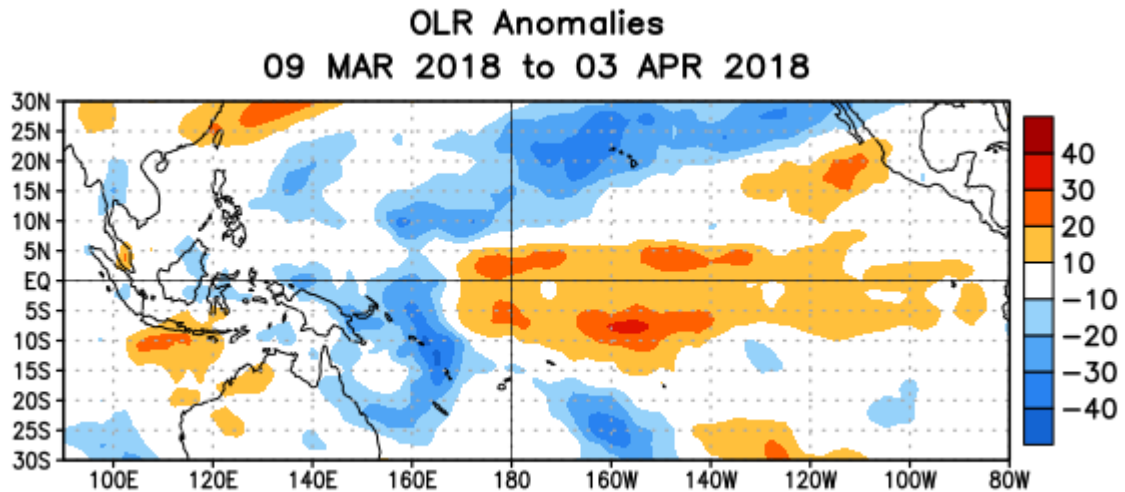 OLR Anomalies
09 MAR 2018 to 03 APR 2018
30N
25N
20N
15N
10N
5N
EQ
5S
10S
15S
20S
25S
30S
100E 120E 140E 160E 180 160W 140W 120W 100W 80W
40
30
20
10
-10
-20
-30
-40